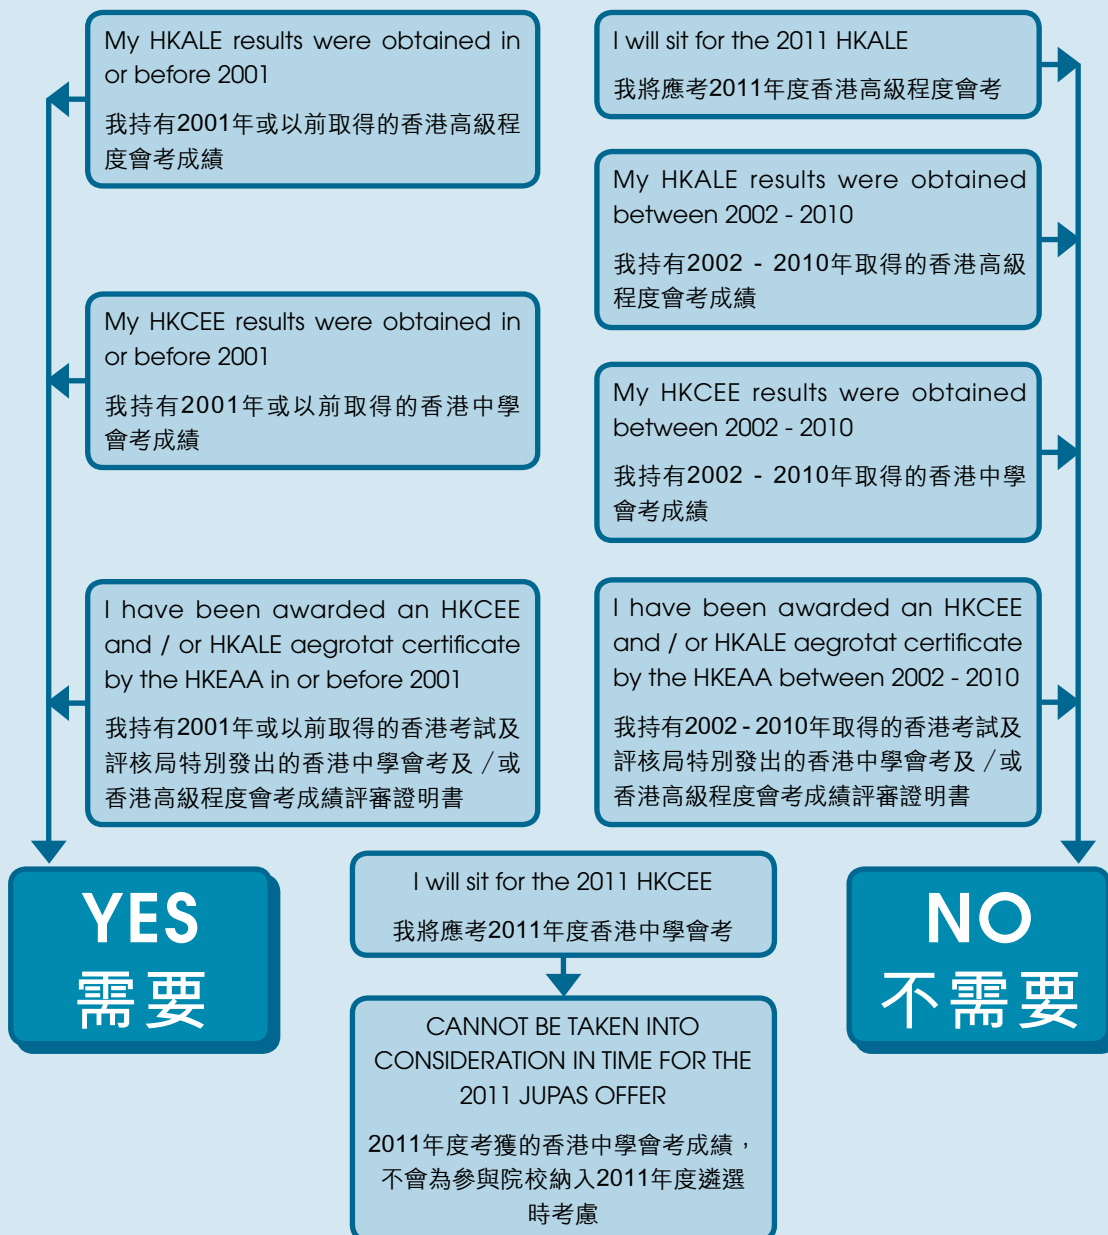 My HKALE results were obtained in
or before 2001
我持有2001年或以前取得的香港高級程
度會考成績
My HKCEE results were obtained in
or before 2001
我持有2001年或以前取得的香港中學
會考成績
I have been awarded an HKCEE
and / or HKALE aegrotat certificate
by the HKEAA in or before 2001
我持有2001年或以前取得的香港考試及
評核局特別發出的香港中學會考及 /或
香港高級程度會考成績評審證明書
YES
需要
I will sit for the 2011 HKALE
我將應考2011年度香港高級程度會考
My HKALE results were obtained
between 2002 - 2010
我持有2002 - 2010年取得的香港高級
程度會考成績
My HKCEE results were obtained
between 2002 - 2010
我持有2002 - 2010年取得的香港中學
會考成績
I have been awarded an HKCEE
and / or HKALE aegrotat certificate
by the HKEAA between 2002 - 2010
我持有2002 - 2010年取得的香港考試及
評核局特別發出的香港中學會考及 /或
香港高級程度會考成績評審證明書
NO
不需要
I will sit for the 2011 HKCEE
我將應考2011年度香港中學會考
CANNOT BE TAKEN INTO
CONSIDERATION IN TIME FOR THE
2011 JUPAS OFFER
2011年度考獲的香港中學會考成績，
不會為參與院校納入2011年度遴選
時考慮